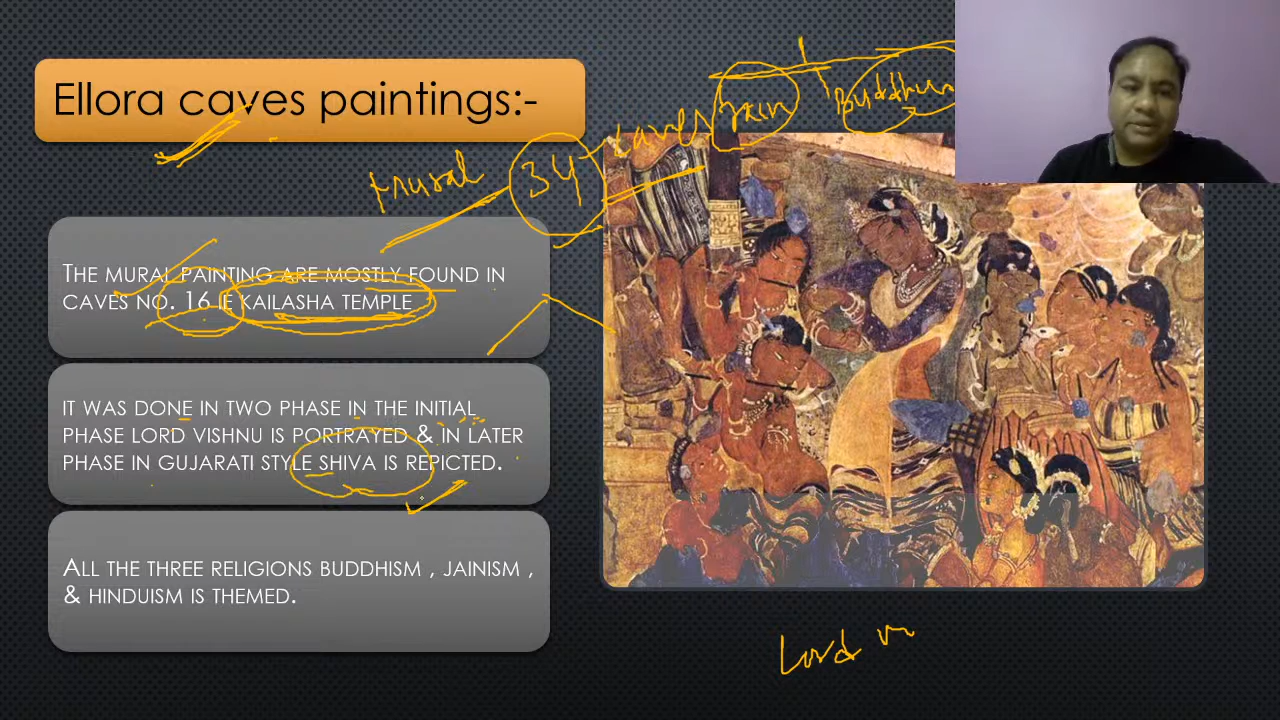 Ellora caves paintings:-
mural 34 caves Jain Buddhism
THE MURAL PAINTING ARE MOSTLY FOUND IN
CAVES NO. 16 IE KAILASHA TEMPLE
IT WAS DONE IN TWO PHASE IN THE INITIAL
PHASE LORD VISHNU IS PORTRAYED & IN LATER
PHASE IN GUJARATI STYLE SHIVA IS REPICTED.
ALL THE THREE RELIGIONS BUDDHISM , JAINISM ,
& HINDUISM IS THEMED.
Lord